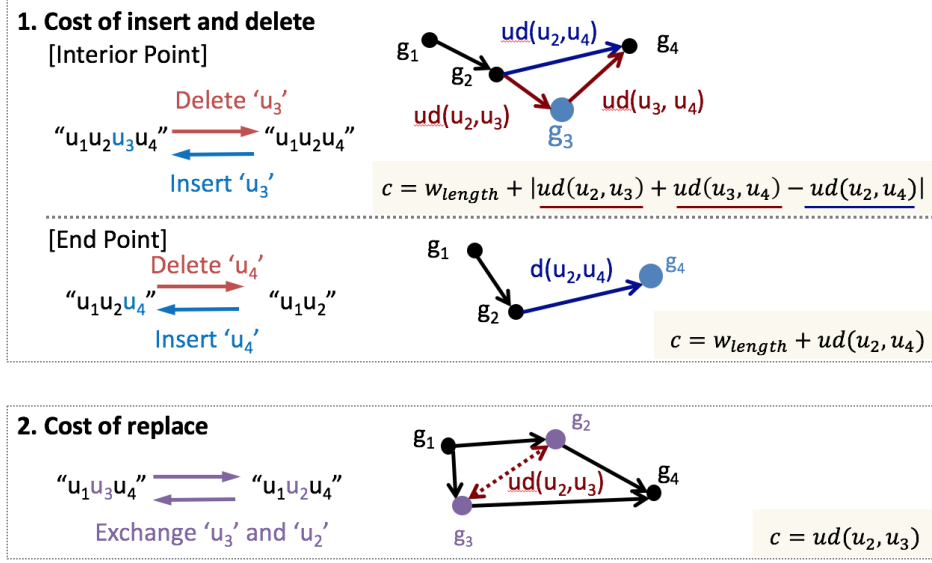 1. Cost of insert and delete
[Interior Point]
g₁
g₂
ud(u₂,u₄)
g₄
Delete ‘u₃’
ud(u₂,u₃)
ud(u₃, u₄)
g₃
“u₁u₂u₃u₄”
“u₁u₂u₄”
Insert ‘u₃’
c = w_length + |ud(u₂,u₃) + ud(u₃,u₄) − ud(u₂,u₄)|
[End Point]
g₁
Delete ‘u₄’
d(u₂,u₄)
g₄
“u₁u₂u₄”
“u₁u₂”
g₂
Insert ‘u₄’
c = w_length + ud(u₂,u₄)
2. Cost of replace
g₁
g₂
“u₁u₃u₄”
“u₁u₂u₄”
ud(u₂,u₃)
g₄
Exchange ‘u₃’ and ‘u₂’
g₃
c = ud(u₂,u₃)